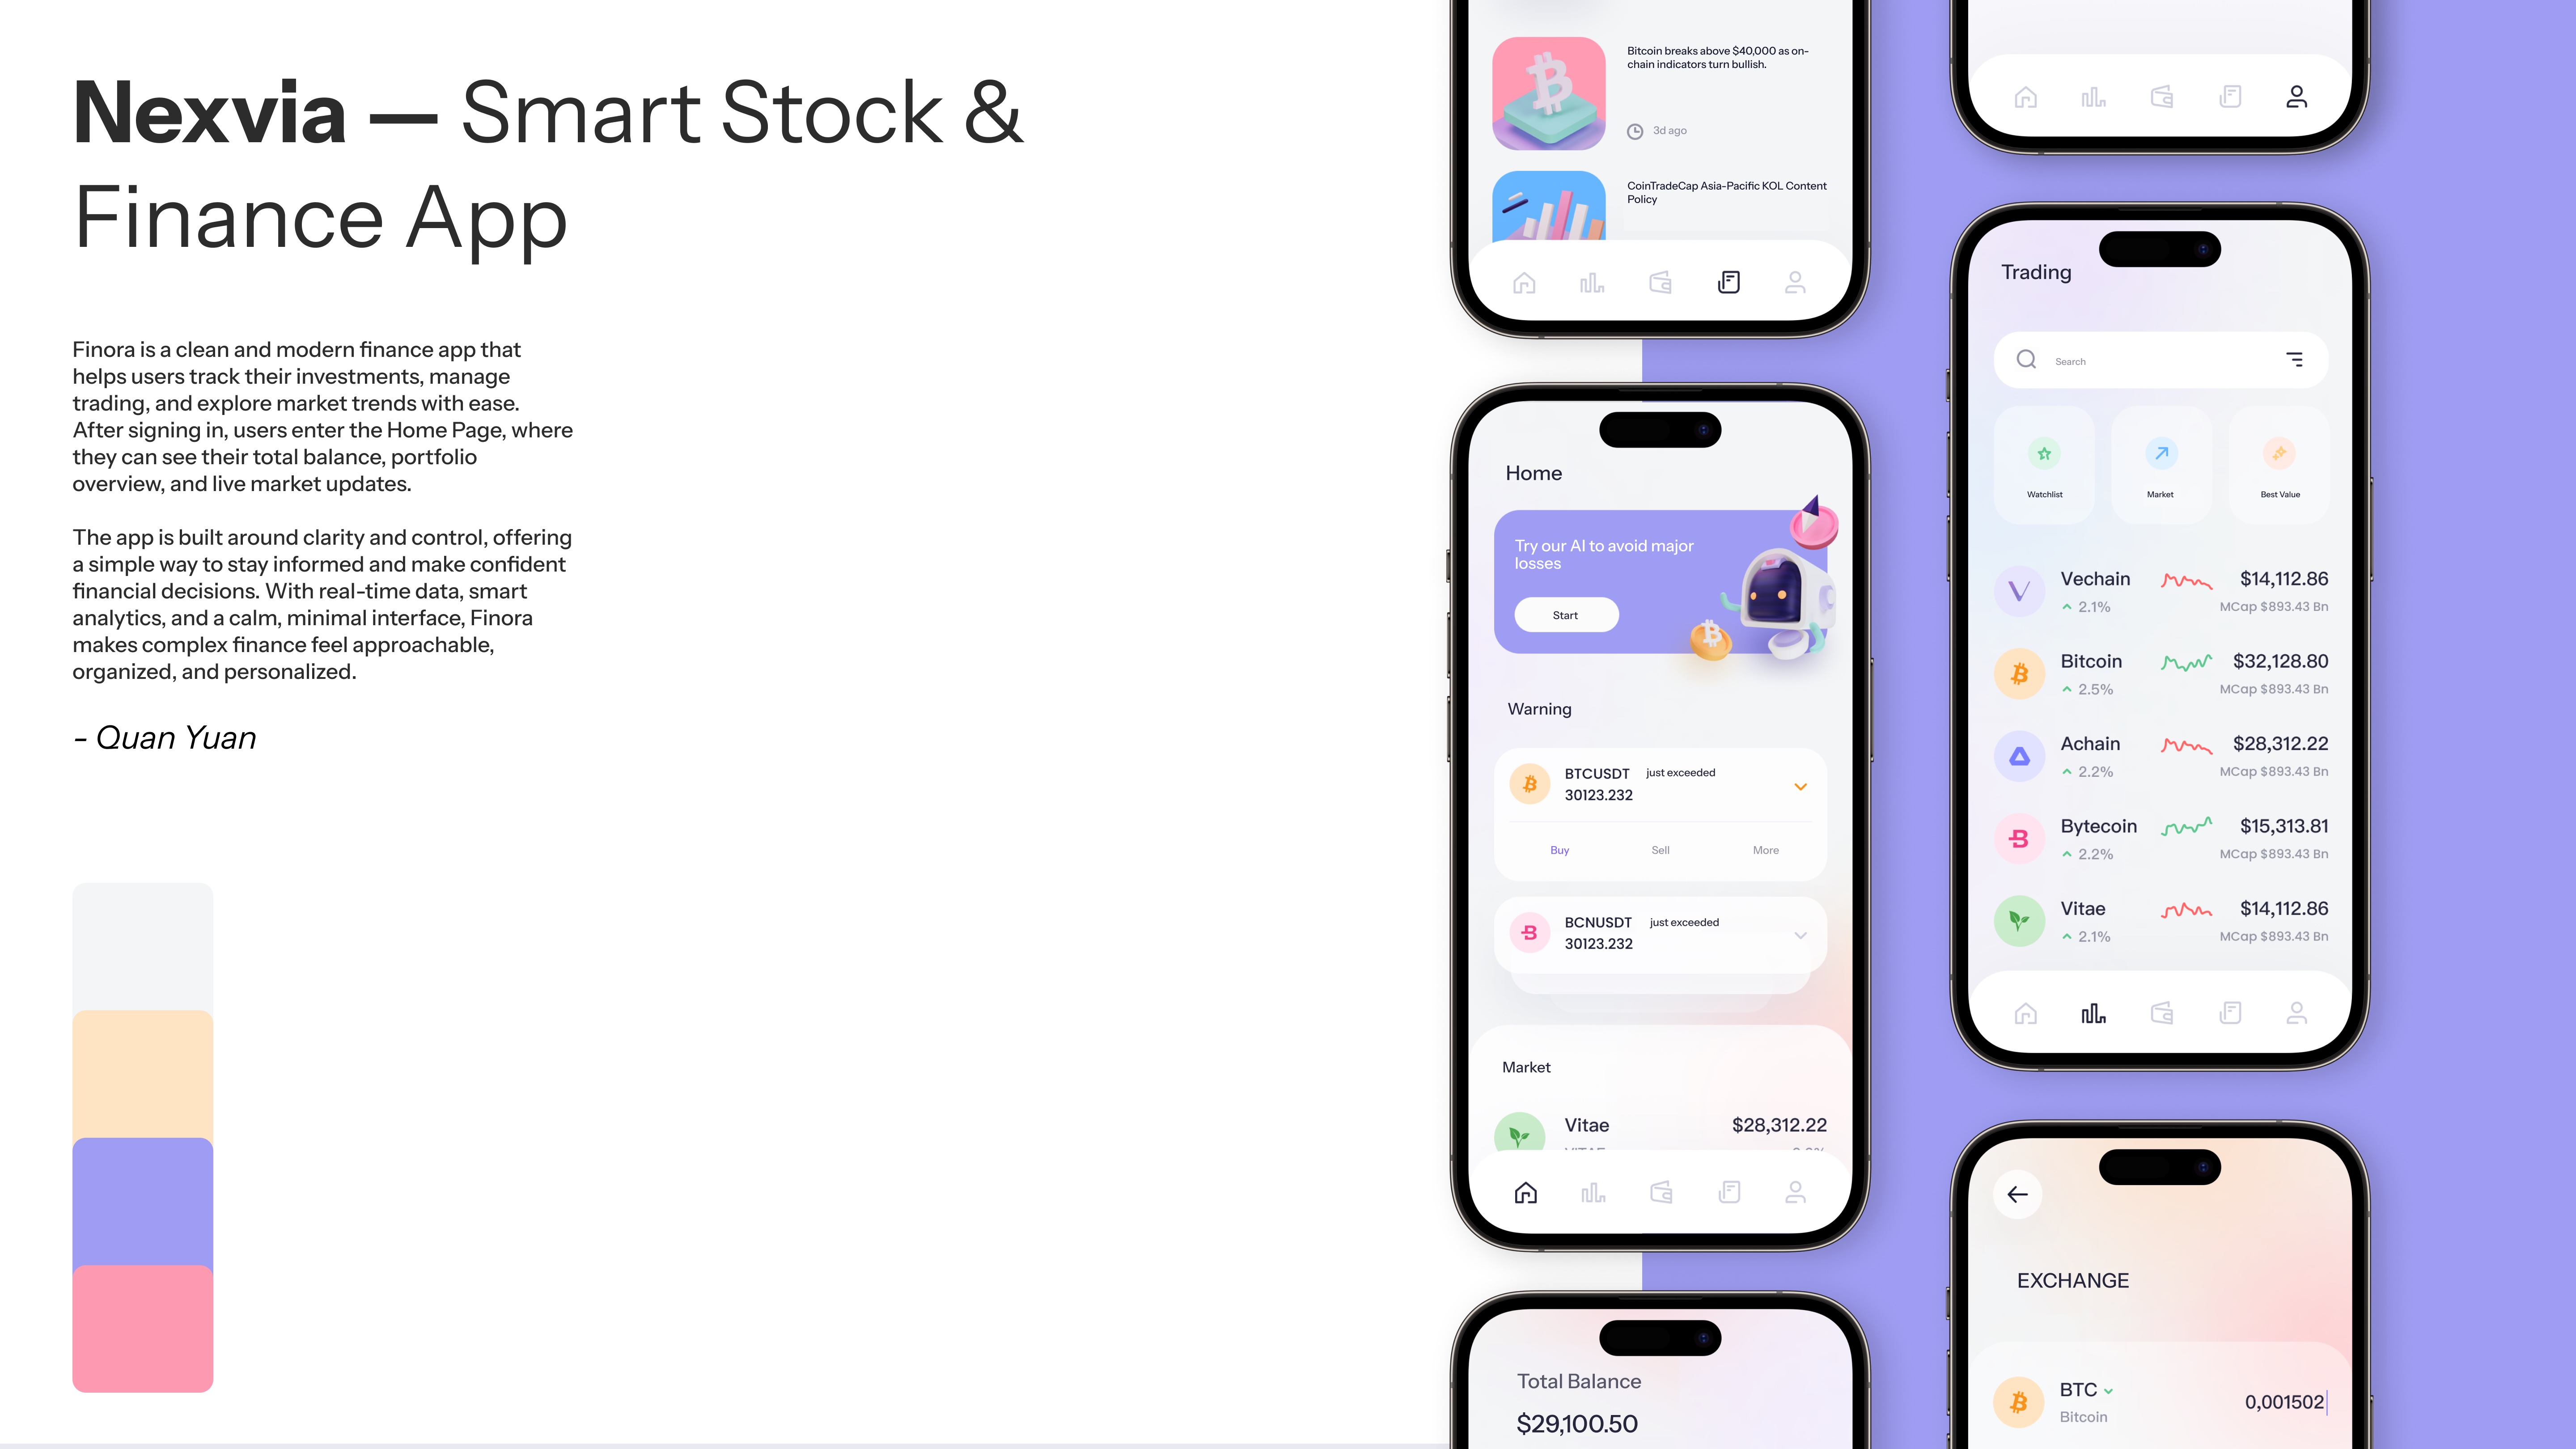 Nexvia — Smart Stock &
Finance App
Finora is a clean and modern finance app that
helps users track their investments, manage
trading, and explore market trends with ease.
After signing in, users enter the Home Page, where
they can see their total balance, portfolio
overview, and live market updates.
The app is built around clarity and control, offering
a simple way to stay informed and make confident
financial decisions. With real-time data, smart
analytics, and a calm, minimal interface, Finora
makes complex finance feel approachable,
organized, and personalized.
- Quan Yuan
Bitcoin breaks above $40,000 as on-
chain indicators turn bullish.
3d ago
CoinTradeCap Asia-Pacific KOL Content
Policy
Home
Try our AI to avoid major
losses
Start
Warning
BTCUSDT just exceeded
30123.232
Buy Sell More
BCNUSDT just exceeded
30123.232
Market
Vitae $28,312.22
Total Balance
$29,100.50
Trading
Search
Watchlist Market Best Value
Vechain $14,112.86
2.1% MCap $893.43 Bn
Bitcoin $32,128.80
2.5% MCap $893.43 Bn
Achain $28,312.22
2.2% MCap $893.43 Bn
Bytecoin $15,313.81
2.2% MCap $893.43 Bn
Vitae $14,112.86
2.1% MCap $893.43 Bn
EXCHANGE
BTC 0,001502
Bitcoin